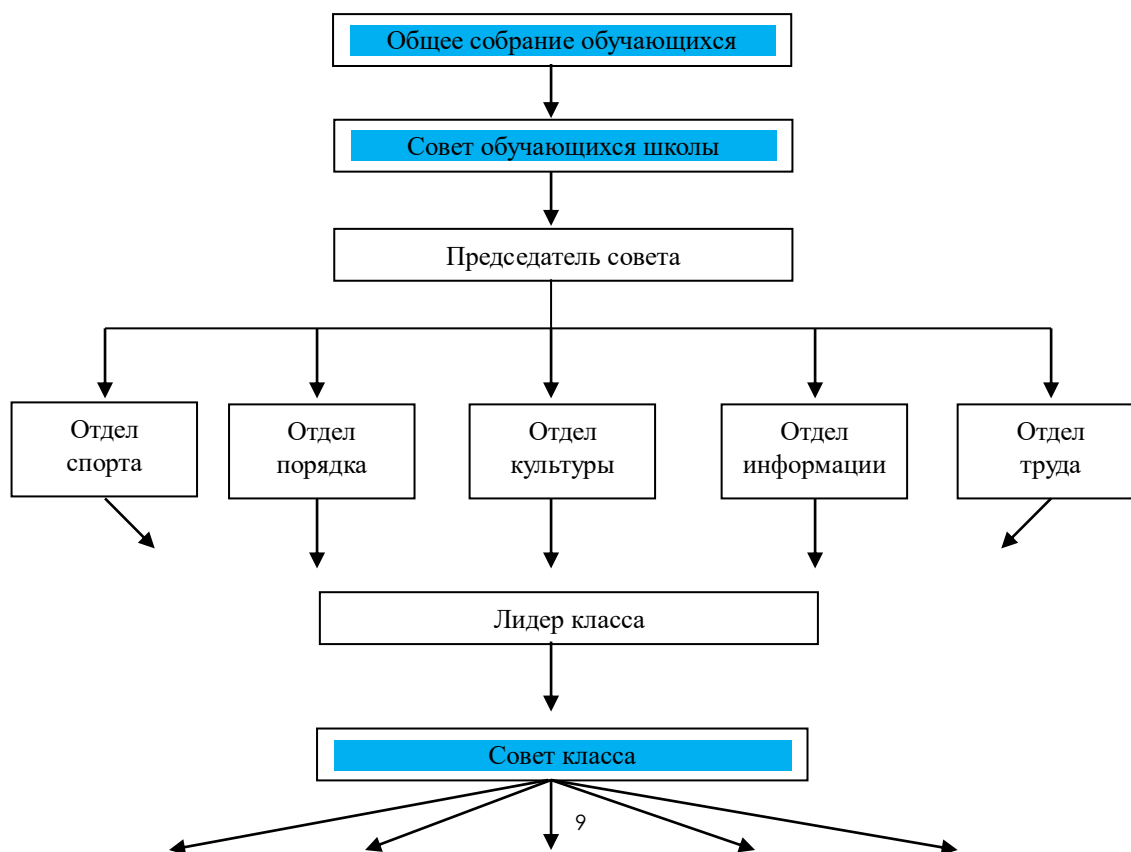 Общее собрание обучающихся
Совет обучающихся школы
Председатель совета
Отдел
спорта
Отдел
порядка
Отдел
культуры
Отдел
информации
Отдел
труда
Лидер класса
Совет класса
9